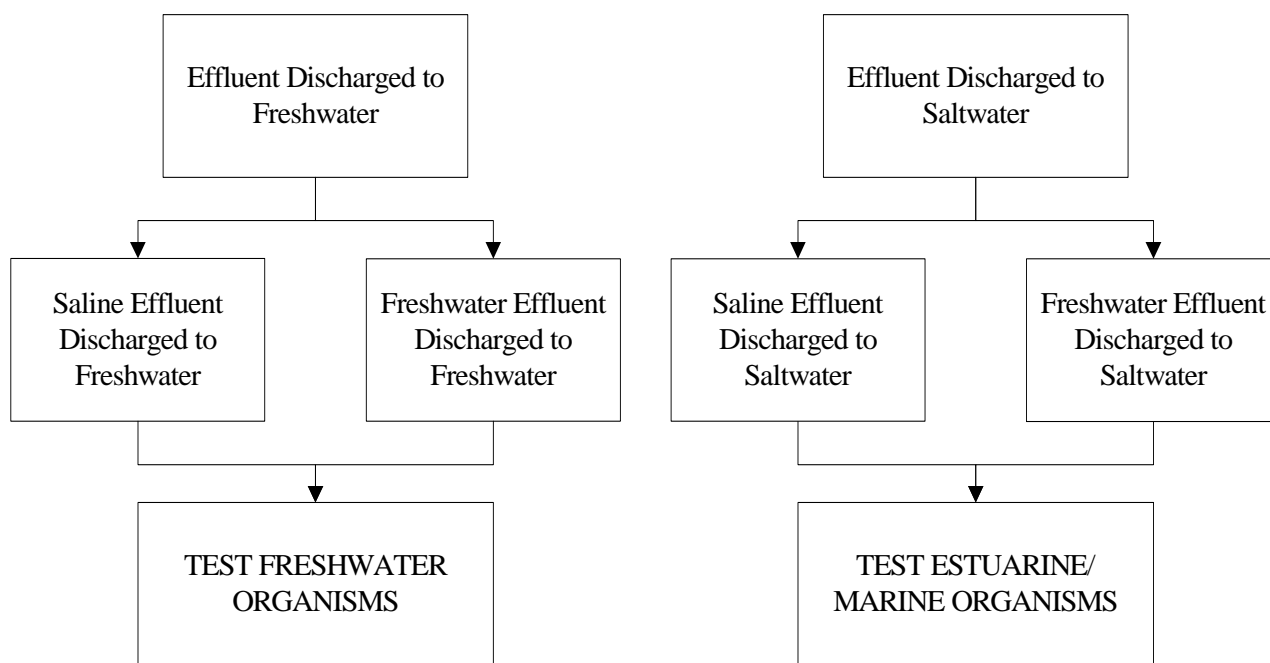 Effluent Discharged to
Freshwater
Effluent Discharged to
Saltwater
Saline Effluent
Discharged to
Freshwater
Freshwater Effluent
Discharged to
Freshwater
Saline Effluent
Discharged to
Saltwater
Freshwater Effluent
Discharged to
Saltwater
TEST FRESHWATER
ORGANISMS
TEST ESTUARINE/
MARINE ORGANISMS